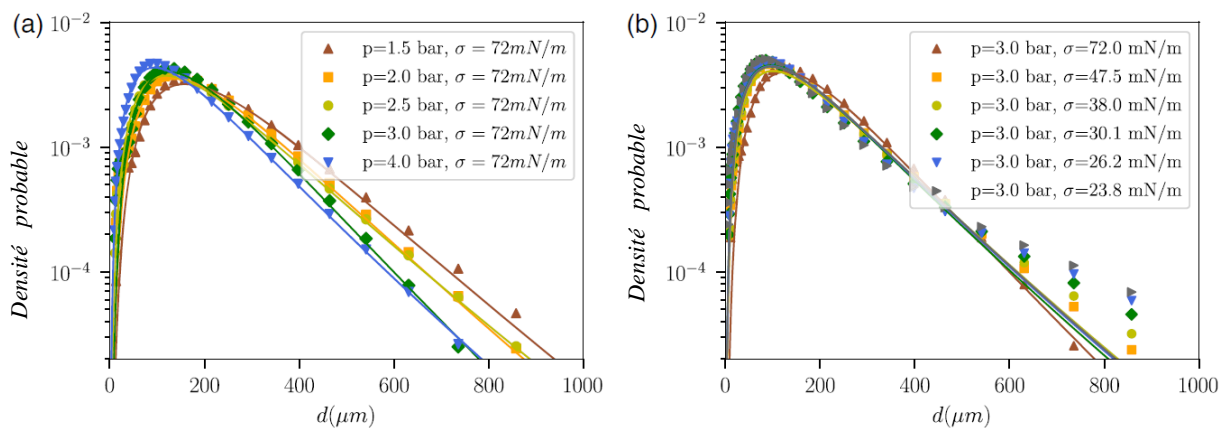 (a)
10⁻²
10⁻³
10⁻⁴
Densité probable
p=1.5 bar, σ = 72mN/m
p=2.0 bar, σ = 72mN/m
p=2.5 bar, σ = 72mN/m
p=3.0 bar, σ = 72mN/m
p=4.0 bar, σ = 72mN/m
0 200 400 600 800 1000
d(μm)
(b)
10⁻²
10⁻³
10⁻⁴
Densité probable
p=3.0 bar, σ=72.0 mN/m
p=3.0 bar, σ=47.5 mN/m
p=3.0 bar, σ=38.0 mN/m
p=3.0 bar, σ=30.1 mN/m
p=3.0 bar, σ=26.2 mN/m
p=3.0 bar, σ=23.8 mN/m
0 200 400 600 800 1000
d(μm)